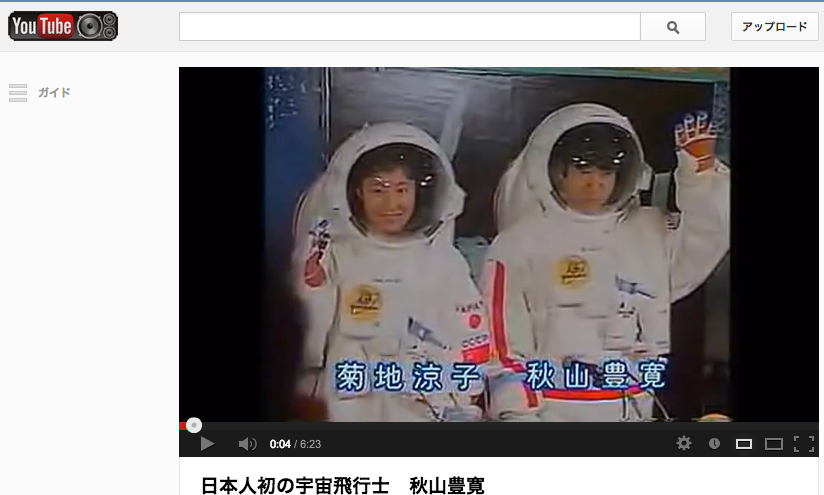 YouTube
アップロード
ガイド
菊地涼子 秋山豊寛
0:04 / 6:23
日本人初の宇宙飛行士 秋山豊寛